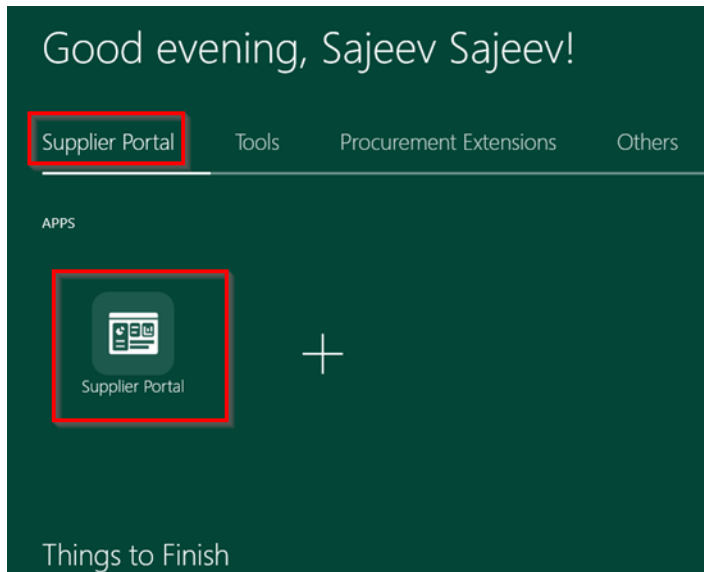 Good evening, Sajeev Sajeev!
Supplier Portal Tools Procurement Extensions Others
APPS
Supplier Portal
Things to Finish